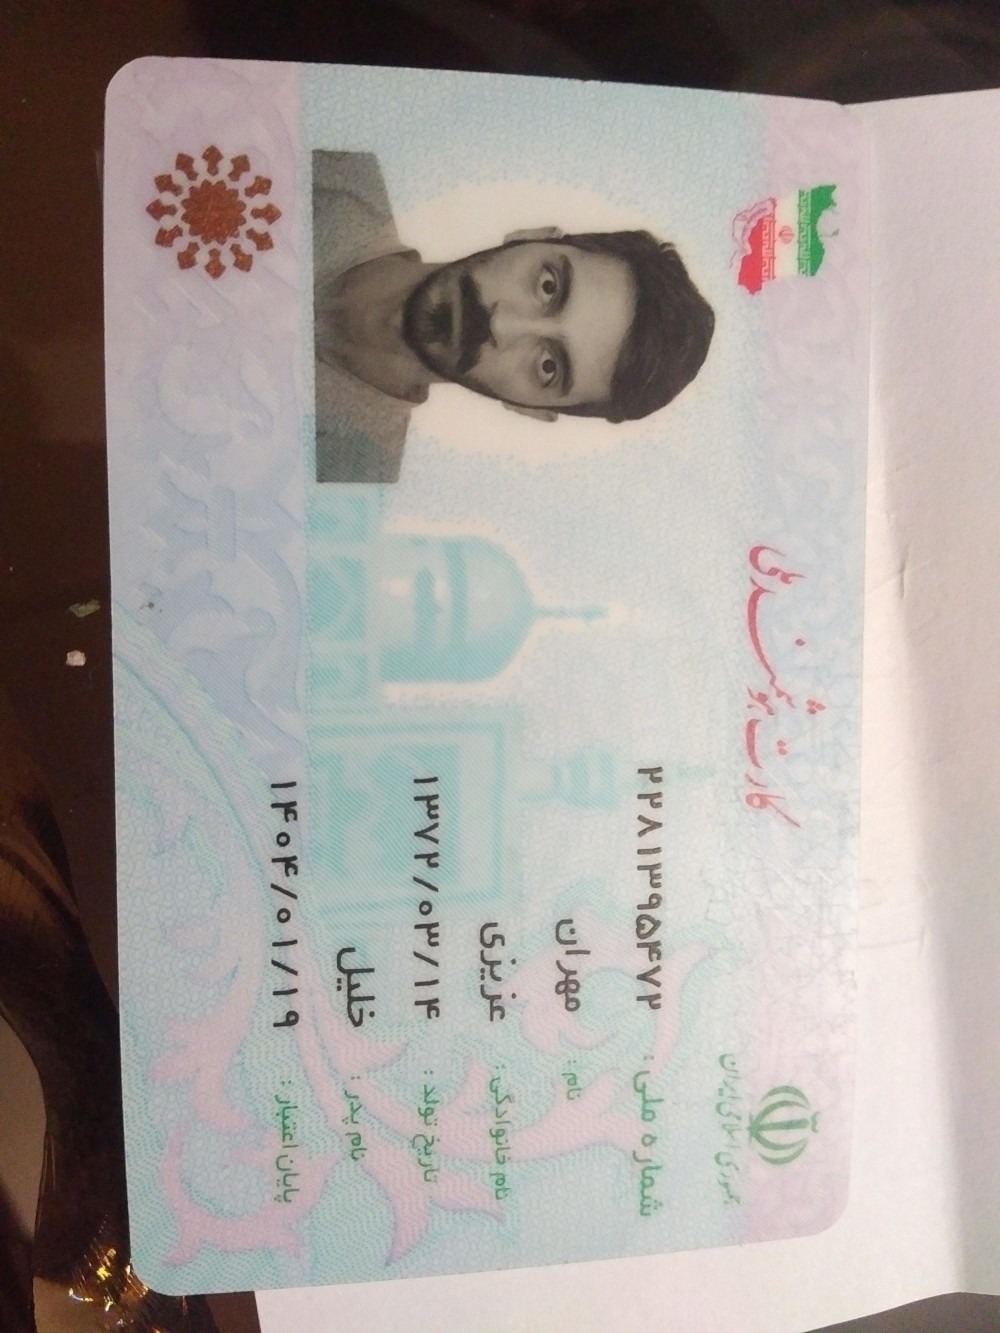 جمهوری اسلامی ایران
کارت هوشمند ملی
شماره ملی : ۲۲۸۱۳۹۵۴۷۲
نام : مهران
نام خانوادگی : عزیزی
تاریخ تولد : ۱۳۷۲/۰۳/۱۴
نام پدر : خلیل
پایان اعتبار : ۱۴۰۴/۰۱/۱۹